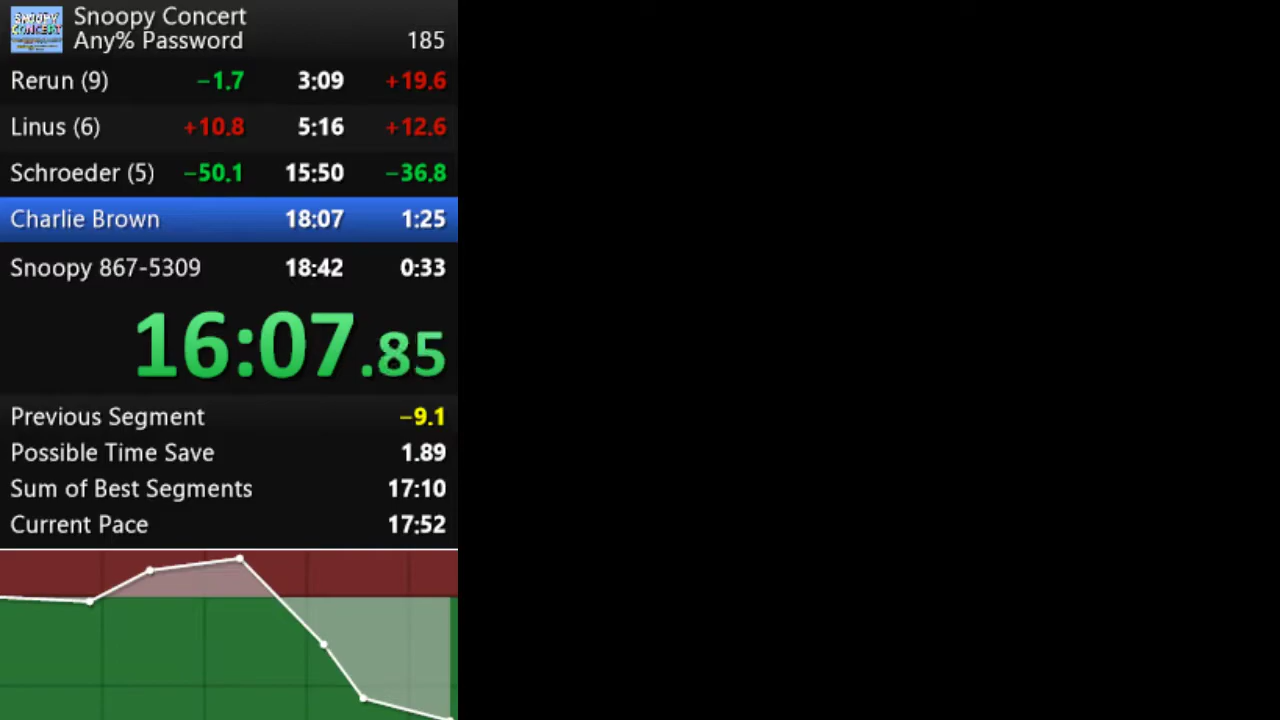 SNOOPY
CONCERT
Snoopy Concert
Any% Password 185
Rerun (9) −1.7 3:09 +19.6
Linus (6) +10.8 5:16 +12.6
Schroeder (5) −50.1 15:50 −36.8
Charlie Brown 18:07 1:25
Snoopy 867-5309 18:42 0:33
16:07.85
Previous Segment −9.1
Possible Time Save 1.89
Sum of Best Segments 17:10
Current Pace 17:52